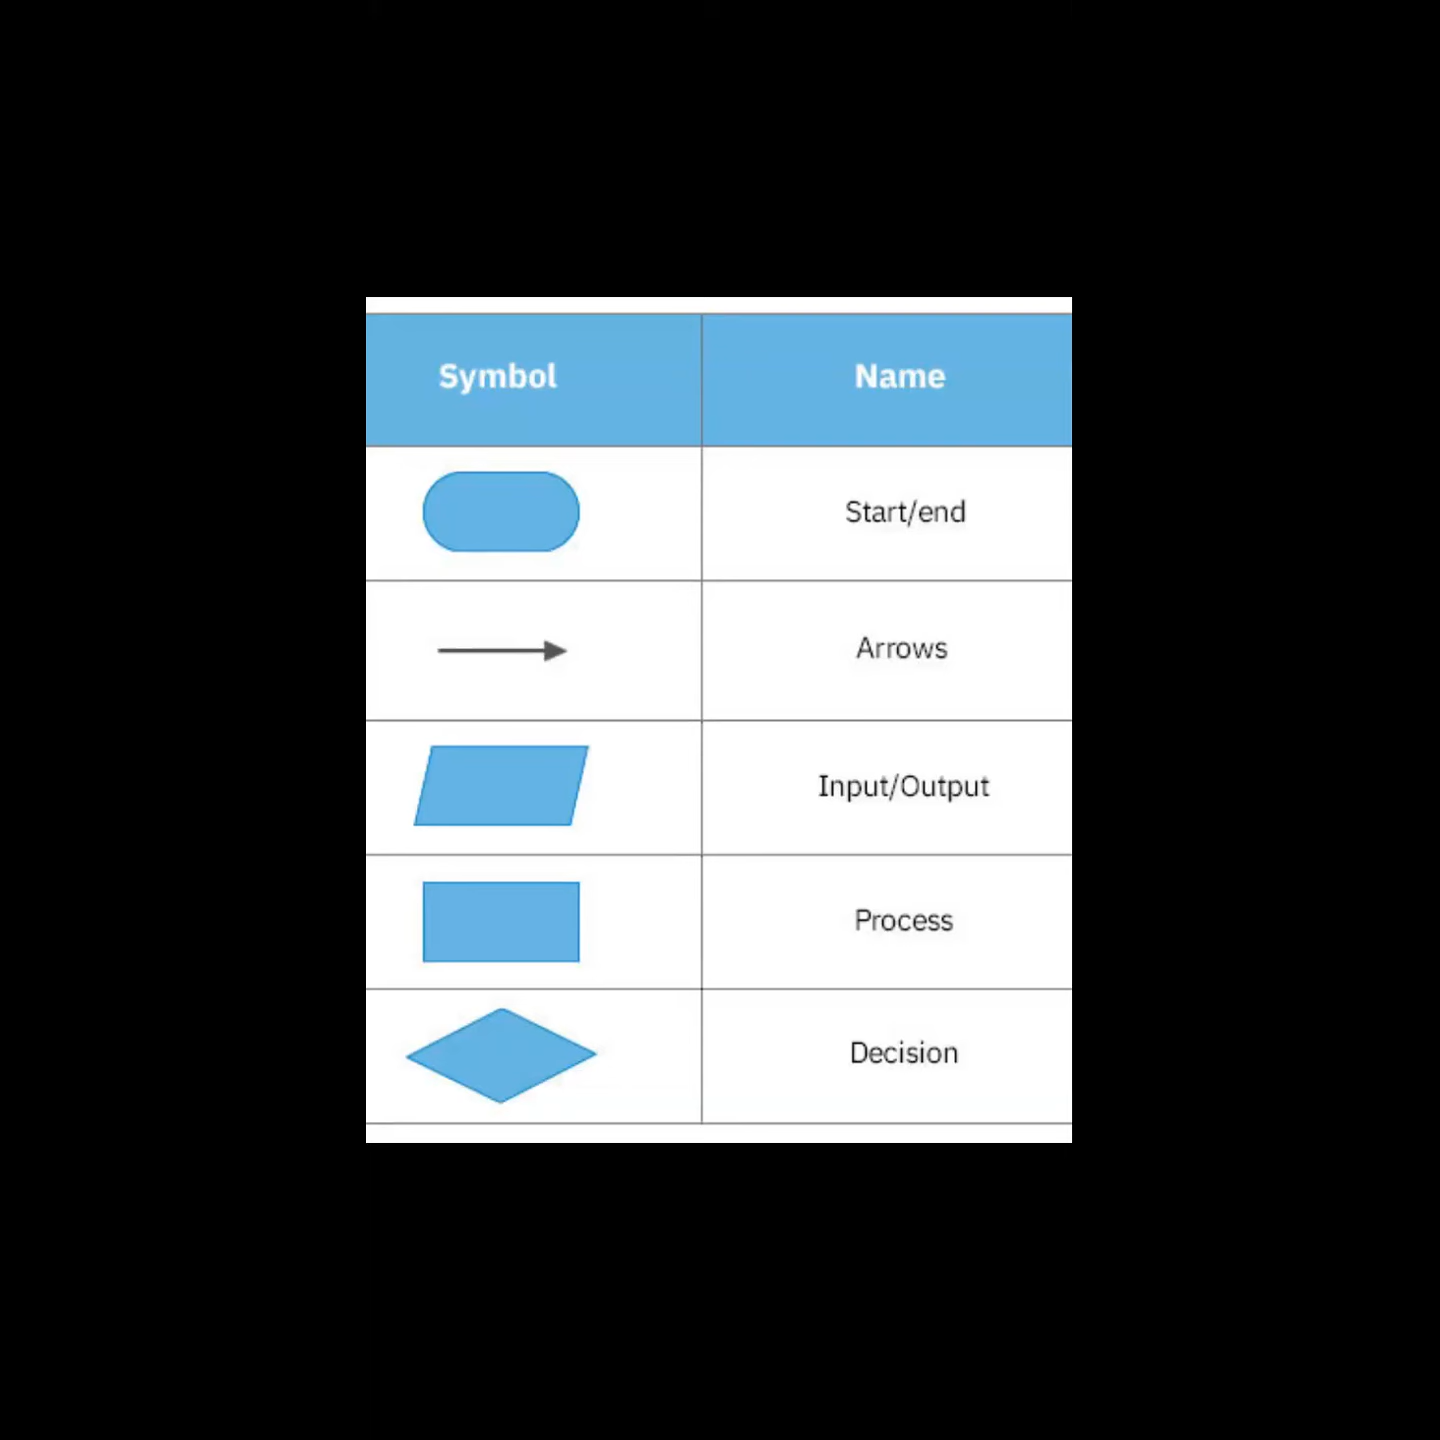 Symbol Name
Start/end
Arrows
Input/Output
Process
Decision